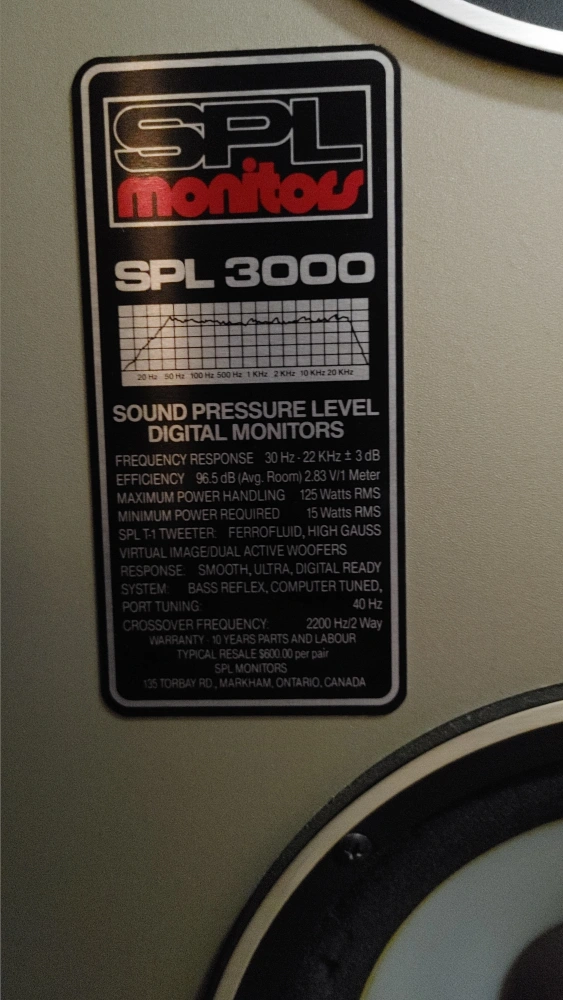 SPL
monitors
SPL 3000
20 Hz 50 Hz 100 Hz 500 Hz 1 KHz 2 KHz 10 KHz 20 KHz
SOUND PRESSURE LEVEL
DIGITAL MONITORS
FREQUENCY RESPONSE 30 Hz - 22 KHz ± 3 dB
EFFICIENCY 96.5 dB (Avg. Room) 2.83 V/1 Meter
MAXIMUM POWER HANDLING 125 Watts RMS
MINIMUM POWER REQUIRED 15 Watts RMS
SPL T-1 TWEETER: FERROFLUID, HIGH GAUSS
VIRTUAL IMAGE/DUAL ACTIVE WOOFERS
RESPONSE: SMOOTH, ULTRA, DIGITAL READY
SYSTEM: BASS REFLEX, COMPUTER TUNED,
PORT TUNING: 40 Hz
CROSSOVER FREQUENCY: 2200 Hz/2 Way
WARRANTY - 10 YEARS PARTS AND LABOUR
TYPICAL RESALE $600.00 per pair
SPL MONITORS
135 TORBAY RD., MARKHAM, ONTARIO, CANADA